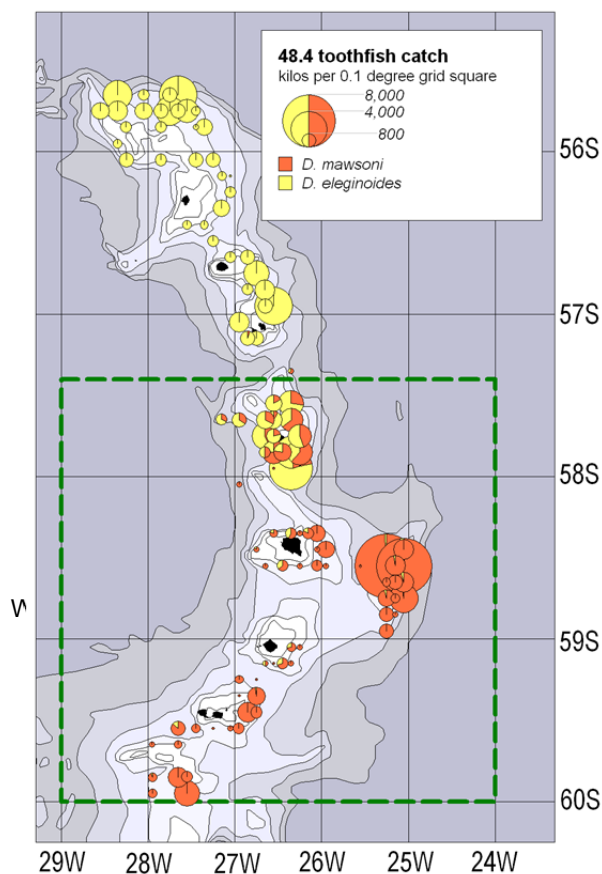 48.4 toothfish catch
kilos per 0.1 degree grid square
8,000
4,000
800
D. mawsoni
D. eleginoides
56S
57S
58S
59S
60S
29W
28W
27W
26W
25W
24W